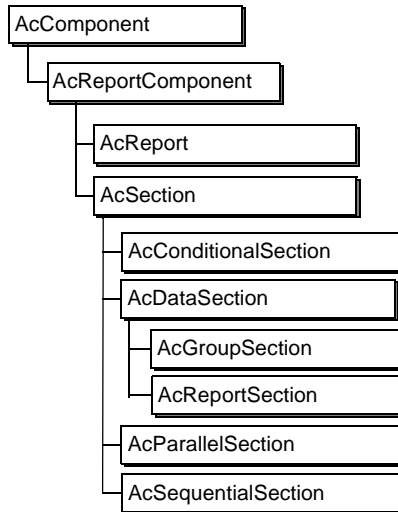 AcComponent
AcReportComponent
AcReport
AcSection
AcConditionalSection
AcDataSection
AcGroupSection
AcReportSection
AcParallelSection
AcSequentialSection